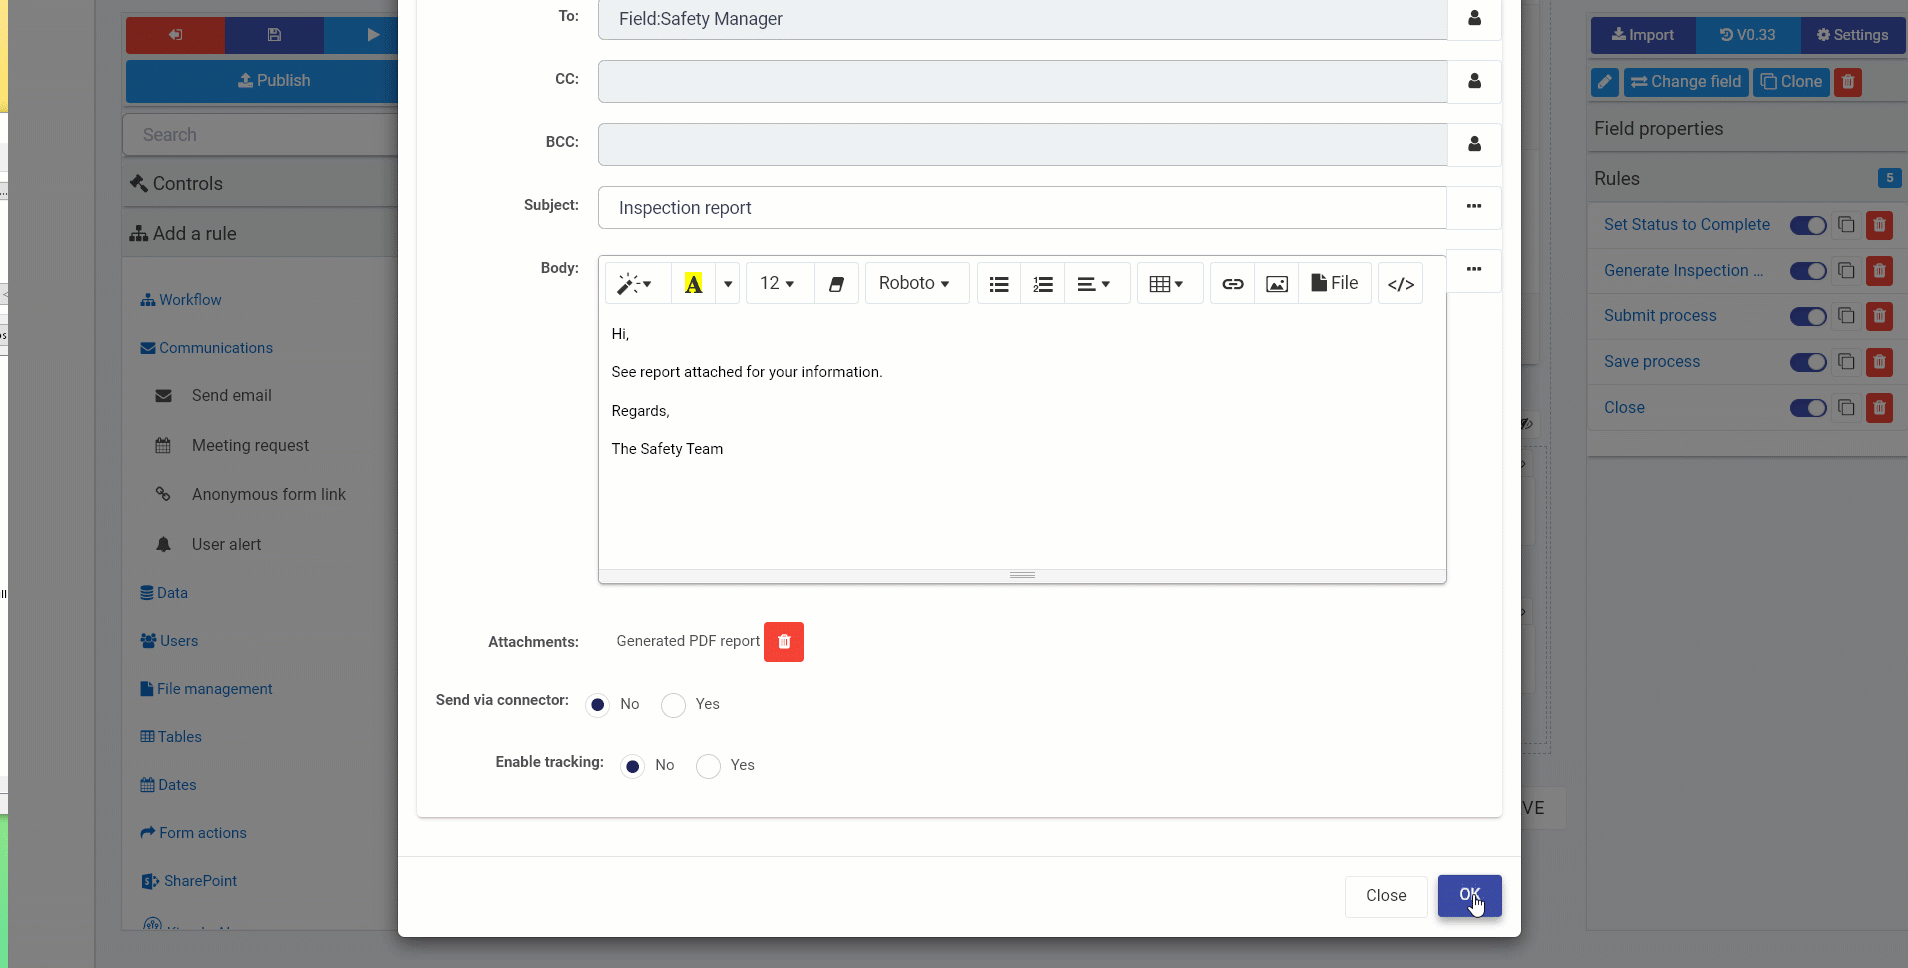 Publish
Search
Controls
Add a rule
Workflow
Communications
Send email
Meeting request
Anonymous form link
User alert
Data
Users
File management
Tables
Dates
Form actions
SharePoint
To:
Field:Safety Manager
CC:
BCC:
Subject:
Inspection report
Body:
A
12
Roboto
File
</>
Hi,
See report attached for your information.
Regards,
The Safety Team
Attachments:
Generated PDF report
Send via connector:
No
Yes
Enable tracking:
No
Yes
Close
OK
VE
Import
V0.33
Settings
Change field
Clone
Field properties
Rules
5
Set Status to Complete
Generate Inspection ...
Submit process
Save process
Close